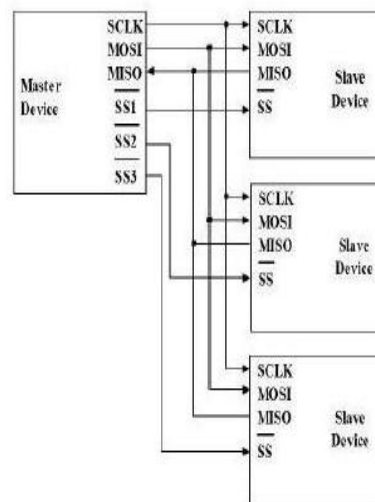 SCLK
MOSI
MISO
Master
Device
SS1
SS2
SS3
SCLK
MOSI
MISO
Slave
Device
SS
SCLK
MOSI
MISO
Slave
Device
SS
SCLK
MOSI
MISO
Slave
Device
SS